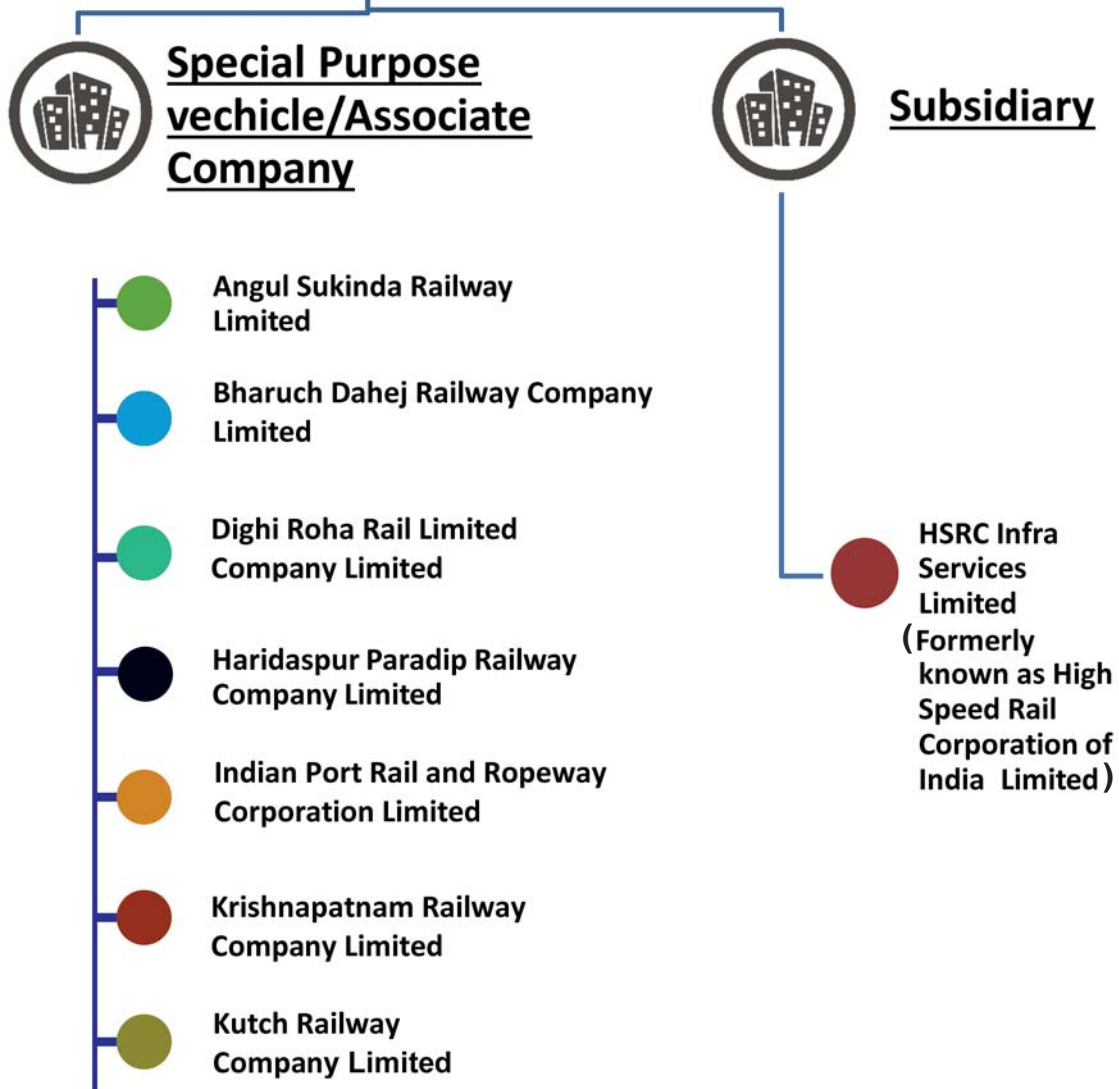 Special Purpose
vechicle/Associate
Company
Subsidiary
Angul Sukinda Railway
Limited
Bharuch Dahej Railway Company
Limited
Dighi Roha Rail Limited
Company Limited
Haridaspur Paradip Railway
Company Limited
Indian Port Rail and Ropeway
Corporation Limited
Krishnapatnam Railway
Company Limited
Kutch Railway
Company Limited
HSRC Infra
Services
Limited
(Formerly
known as High
Speed Rail
Corporation of
India Limited)